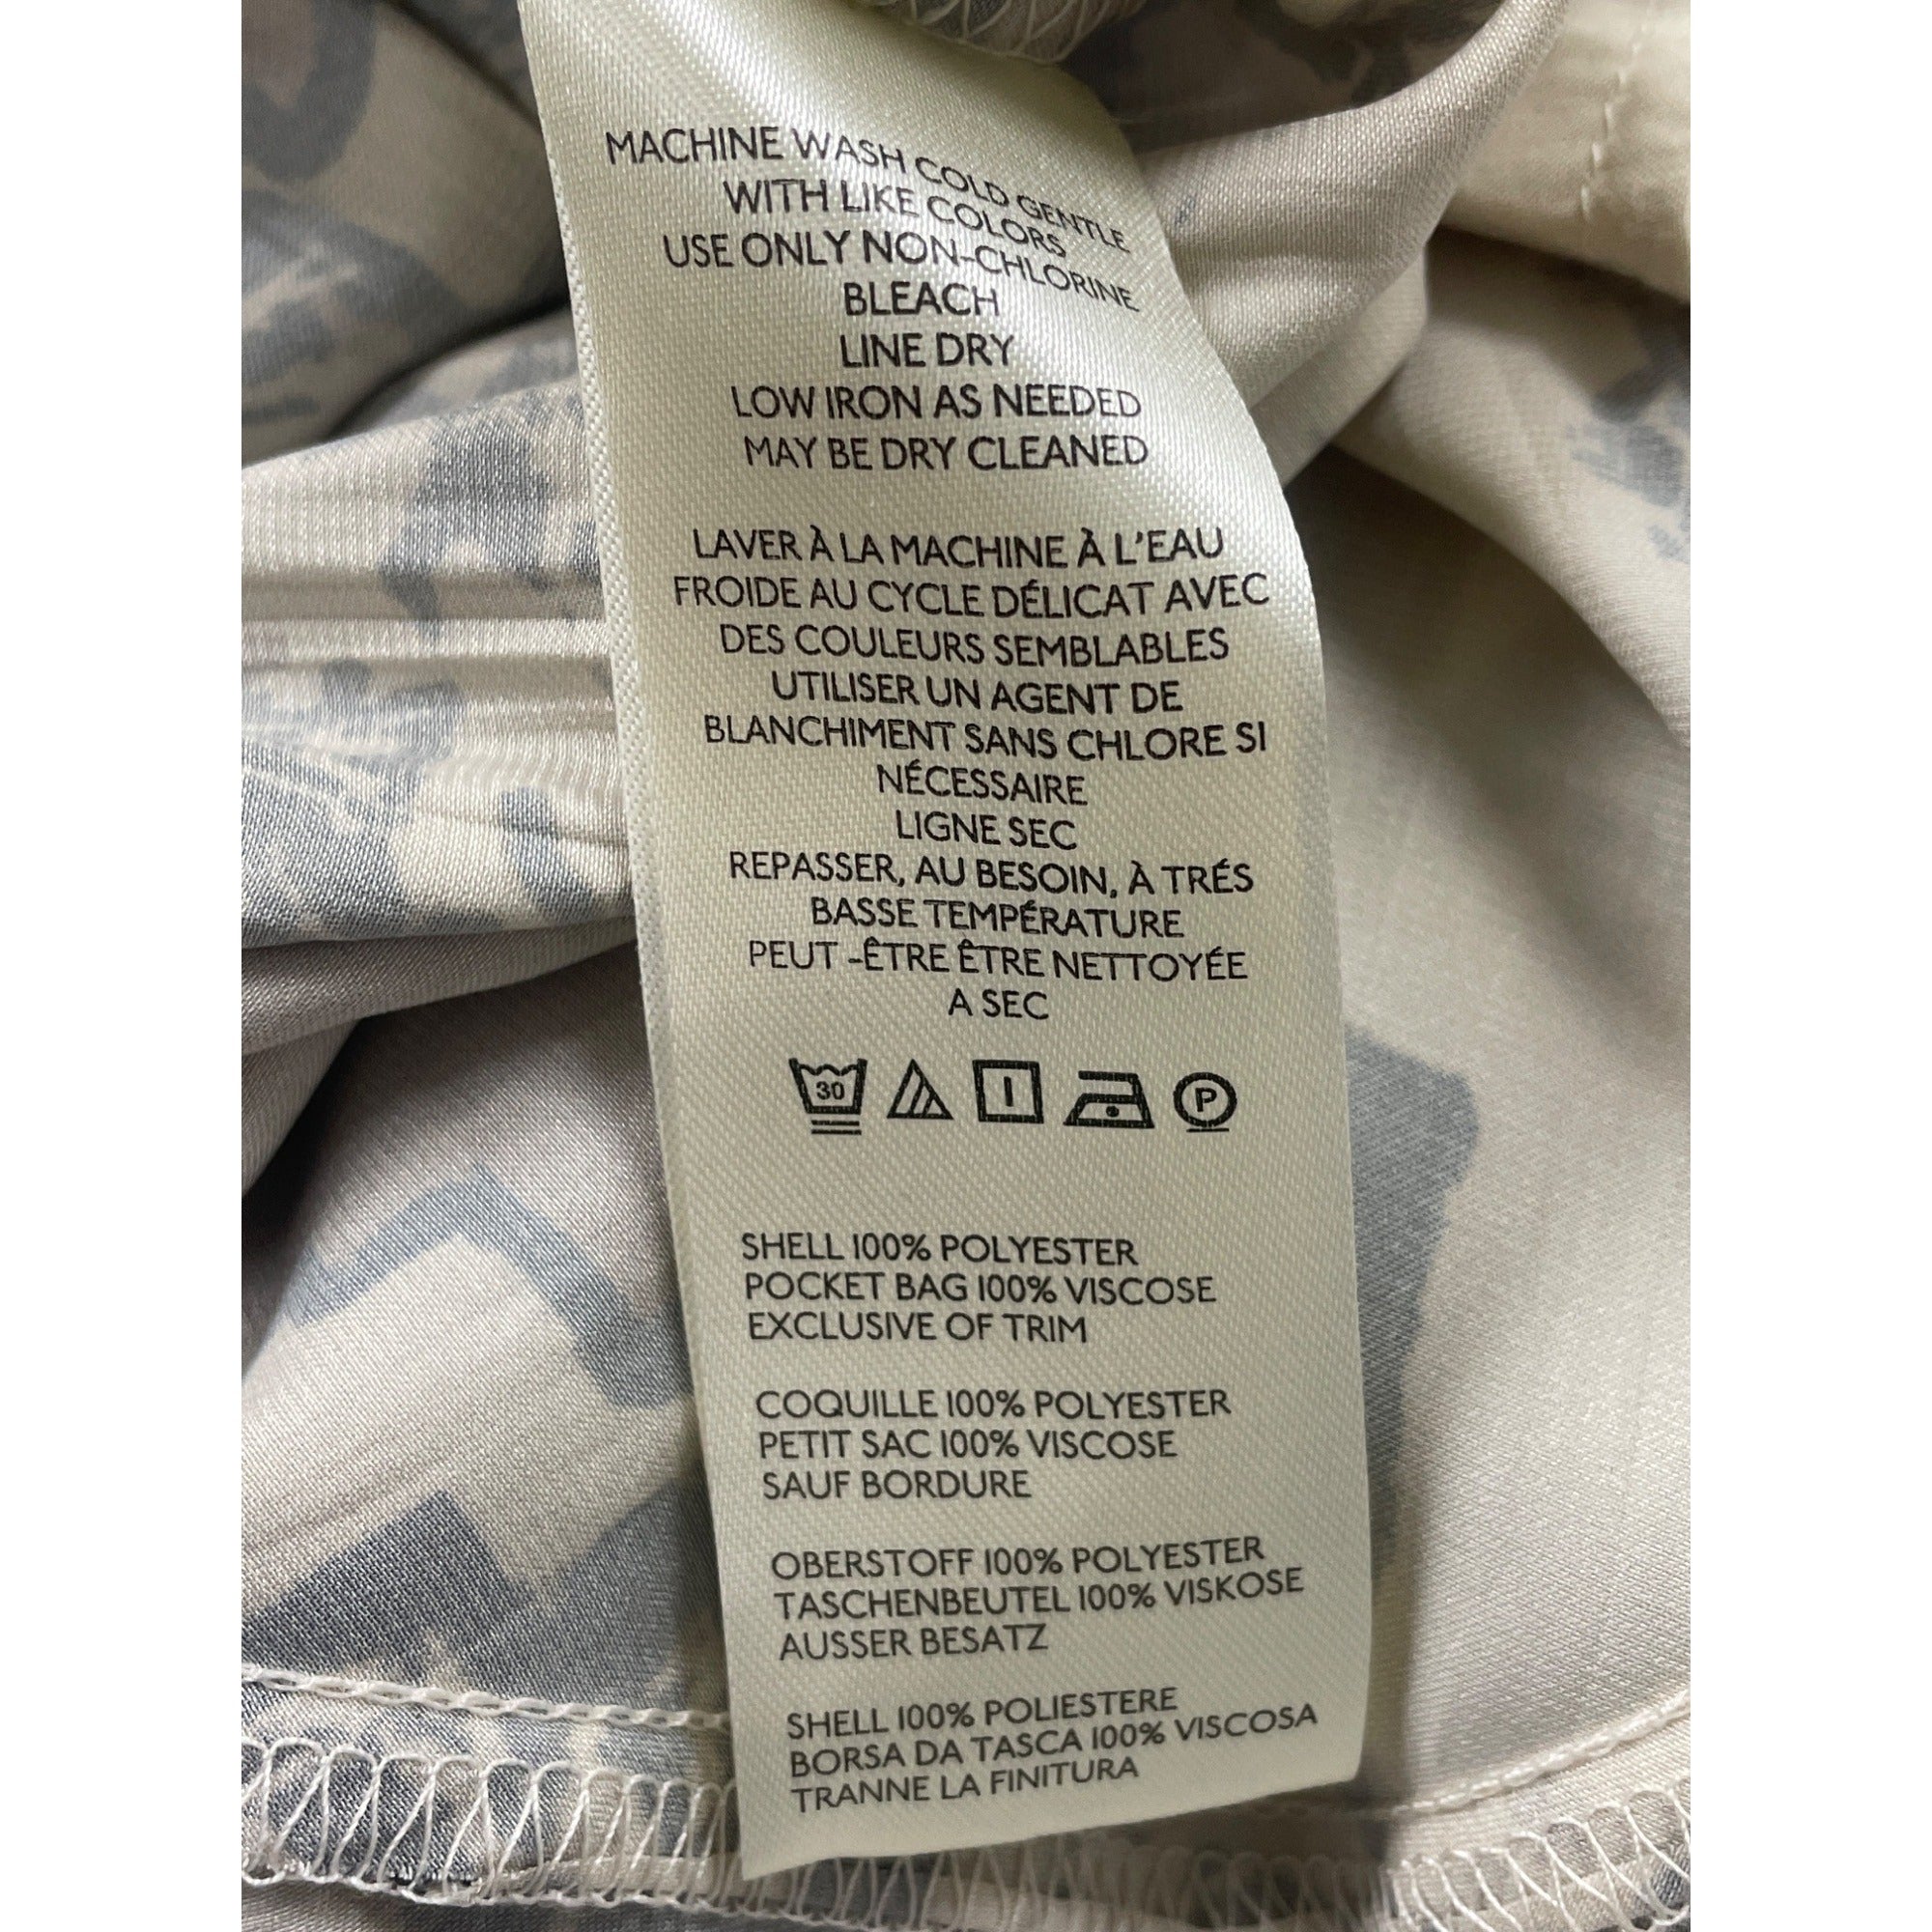 MACHINE WASH COLD GENTLE
WITH LIKE COLORS
USE ONLY NON-CHLORINE
BLEACH
LINE DRY
LOW IRON AS NEEDED
MAY BE DRY CLEANED
LAVER À LA MACHINE À L'EAU
FROIDE AU CYCLE DÉLICAT AVEC
DES COULEURS SEMBLABLES
UTILISER UN AGENT DE
BLANCHIMENT SANS CHLORE SI
NÉCESSAIRE
LIGNE SEC
REPASSER, AU BESOIN, À TRÉS
BASSE TEMPÉRATURE
PEUT -ÊTRE ÊTRE NETTOYÉE
A SEC
30 P
SHELL 100% POLYESTER
POCKET BAG 100% VISCOSE
EXCLUSIVE OF TRIM
COQUILLE 100% POLYESTER
PETIT SAC 100% VISCOSE
SAUF BORDURE
OBERSTOFF 100% POLYESTER
TASCHENBEUTEL 100% VISKOSE
AUSSER BESATZ
SHELL 100% POLIESTERE
BORSA DA TASCA 100% VISCOSA
TRANNE LA FINITURA